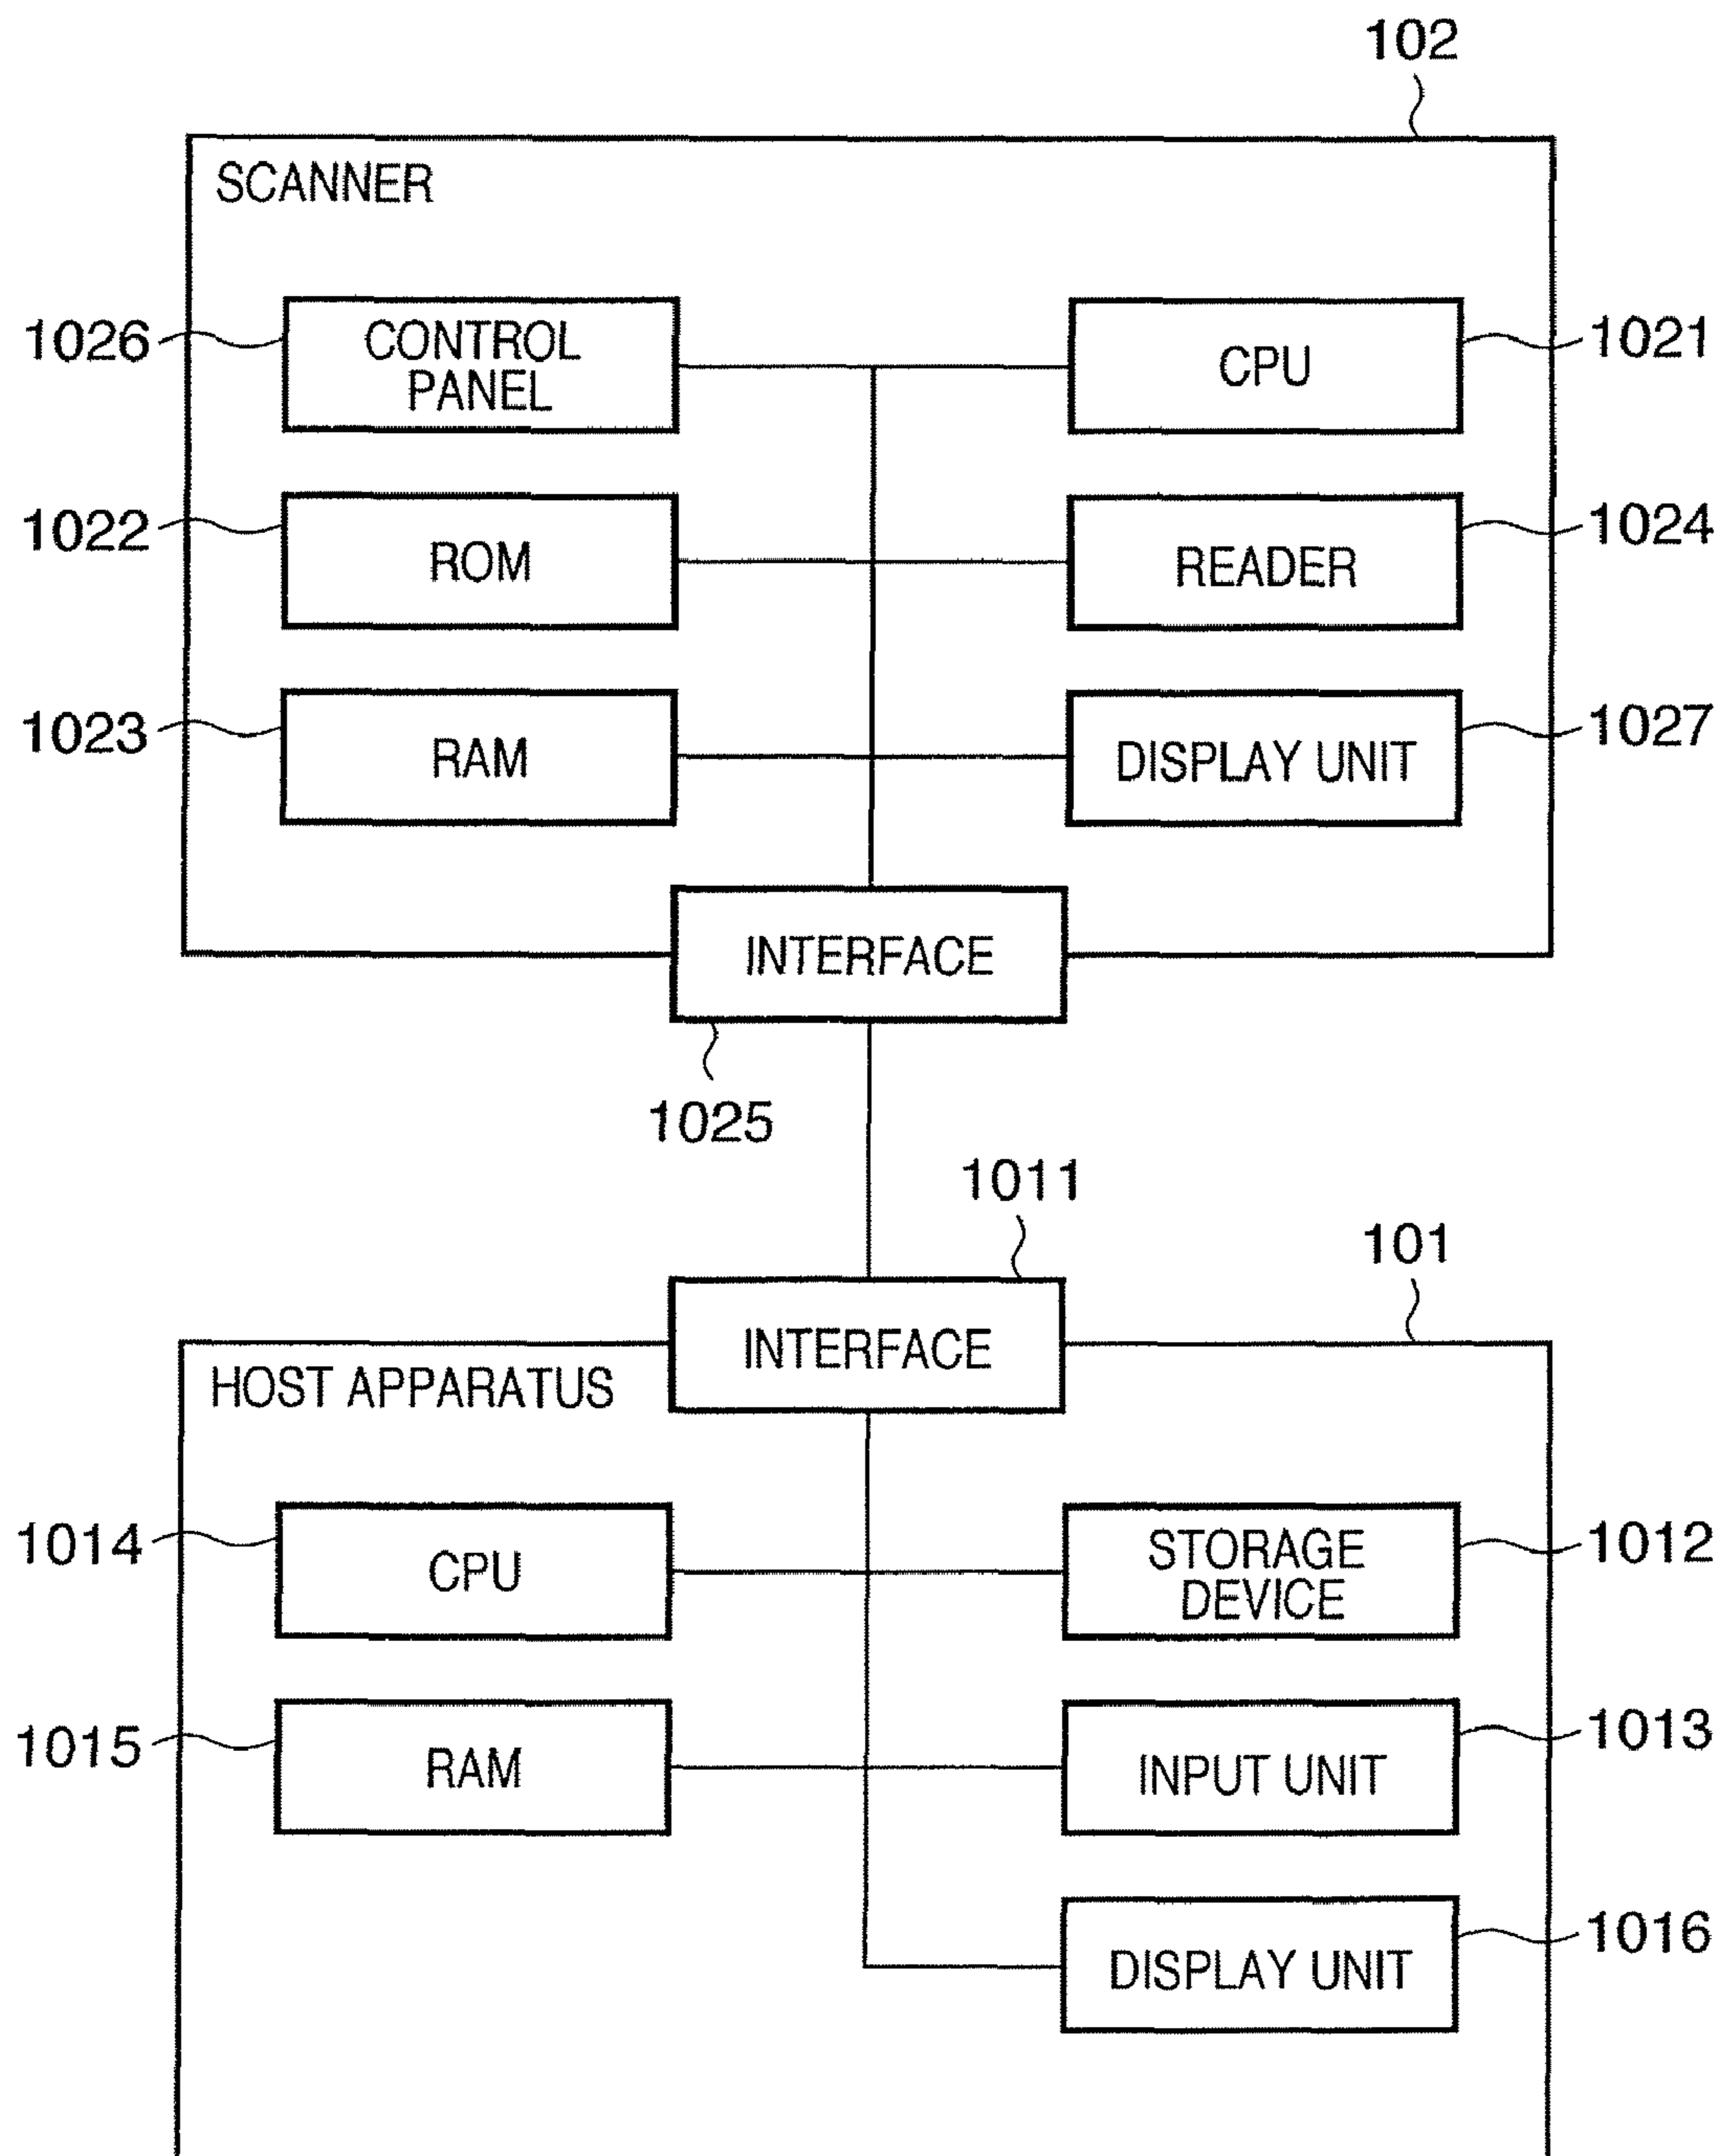 102
SCANNER
1026
CONTROL
PANEL
CPU
1021
1022
ROM
READER
1024
1023
RAM
DISPLAY UNIT
1027
INTERFACE
1025
1011
101
INTERFACE
HOST APPARATUS
1014
CPU
STORAGE
DEVICE
1012
1015
RAM
INPUT UNIT
1013
DISPLAY UNIT
1016